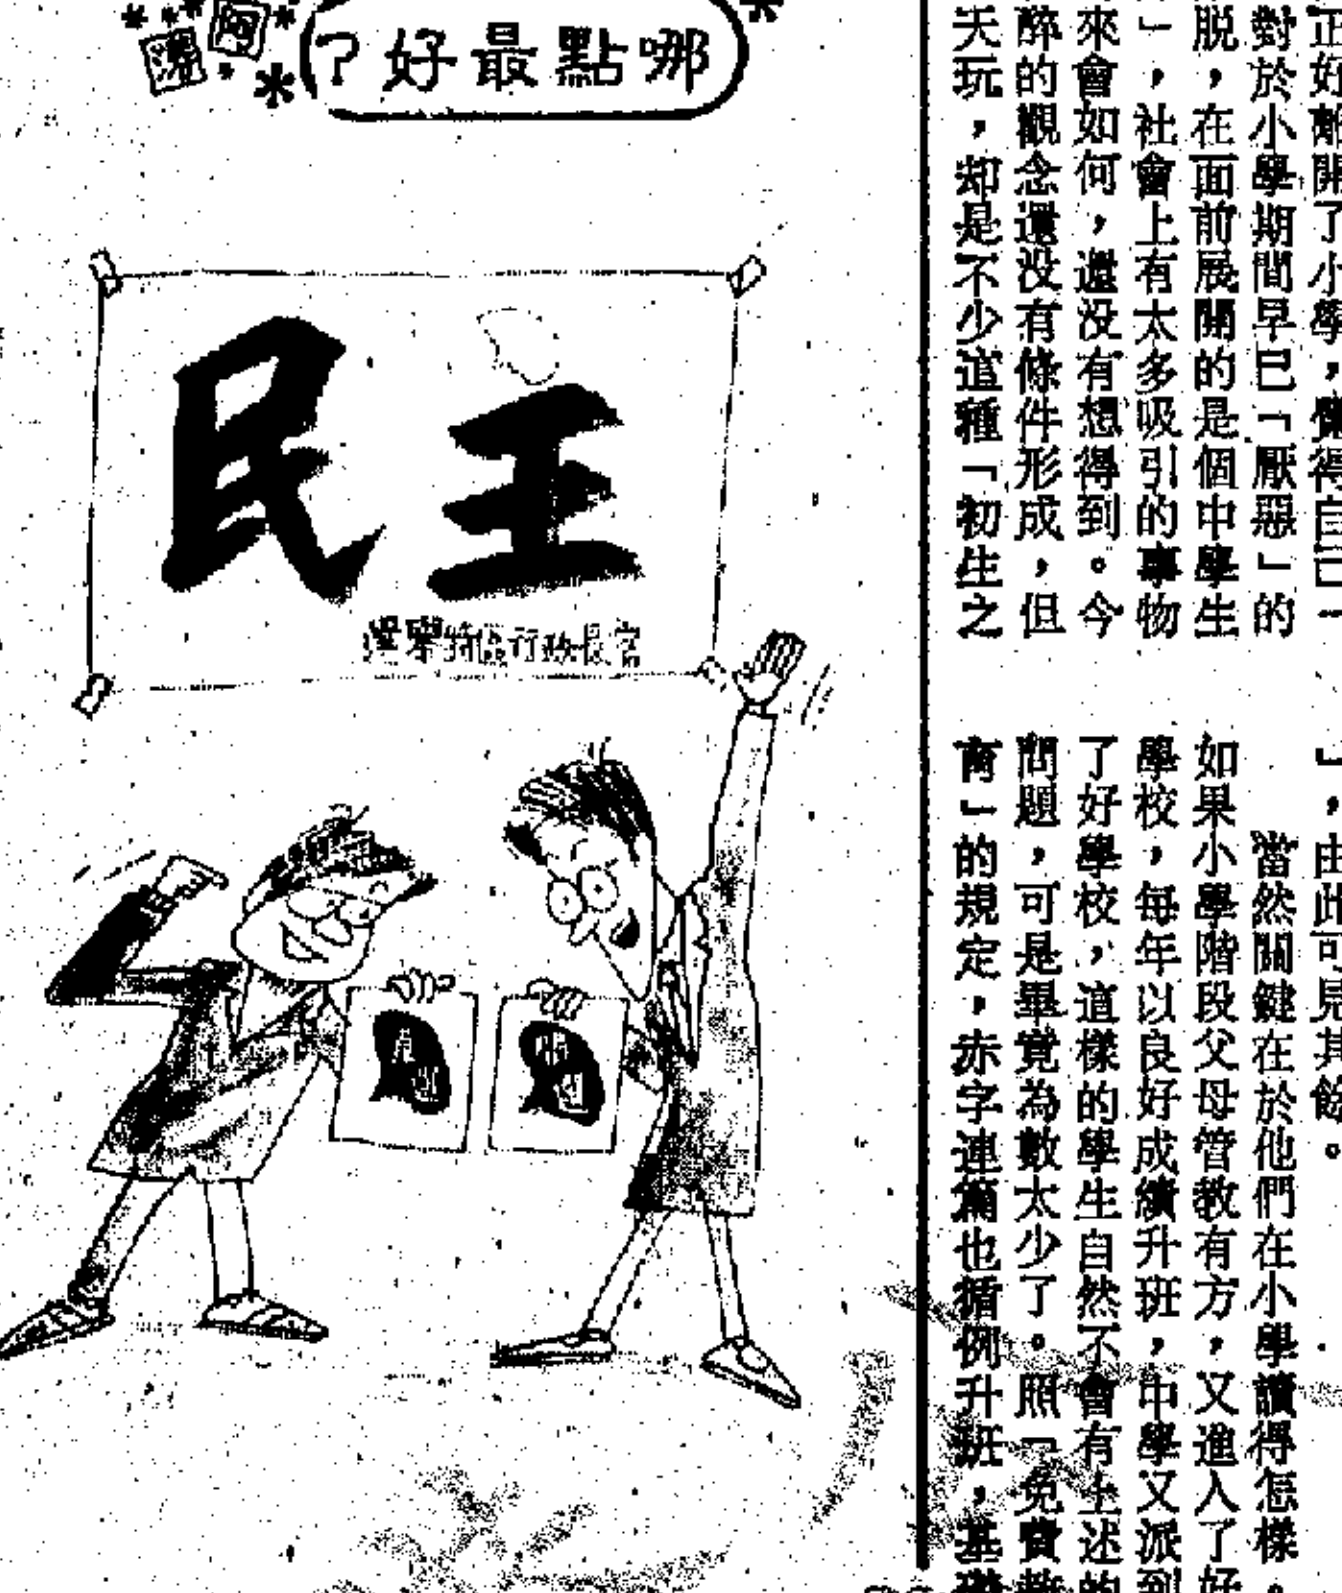 哪點最好？
民主
選舉特區行政長官
正好離開了小學，得自己一
對於小學期間早已「厭惡」的
脱，在面前展開的是個中學生
」，社會上有太多吸引的事物
來會如何，還没有想得到。今
醉的觀念還没有條件形成，但
天玩，却是不少這種「初生之
」，由此可見其餘。
當然關鍵在於他們在小學讀得怎樣，
如果小學階段父母管教有方，又進入了好
學校，每年以良好成績升班，中學又派到
了好學校，這樣的學生自然不會有上述的
問題，可是畢竟為數太少了。照「免費教
育」的規定，赤字連篇也循例升班，基礎